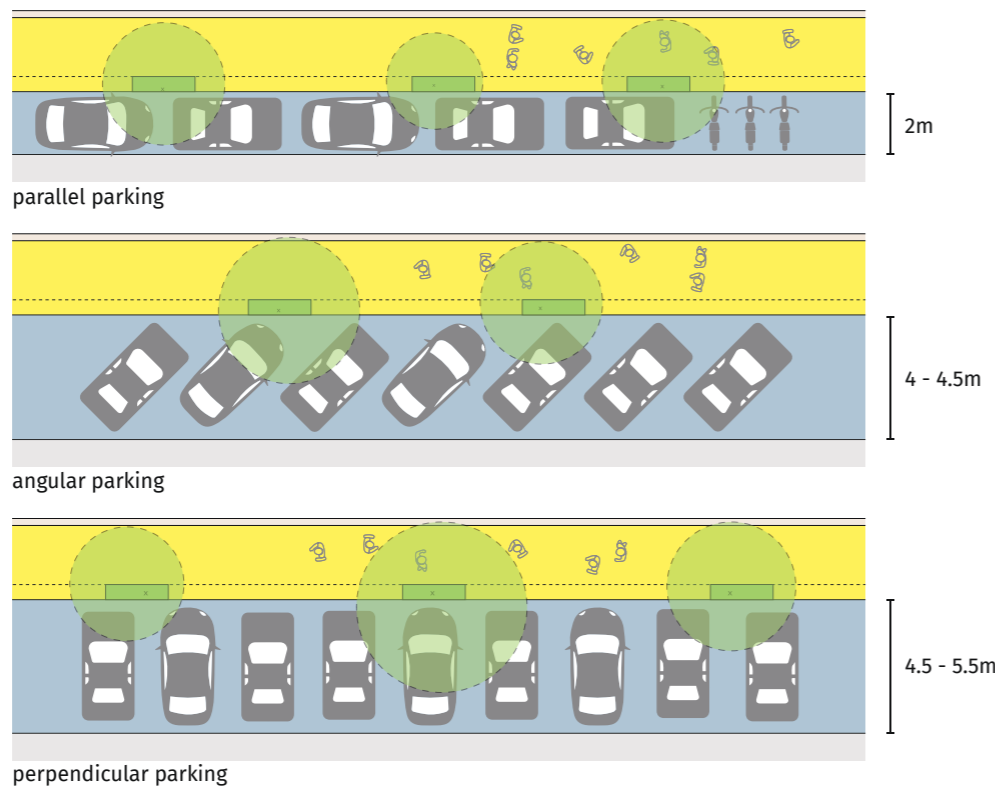 2m
parallel parking
4 - 4.5m
angular parking
4.5 - 5.5m
perpendicular parking